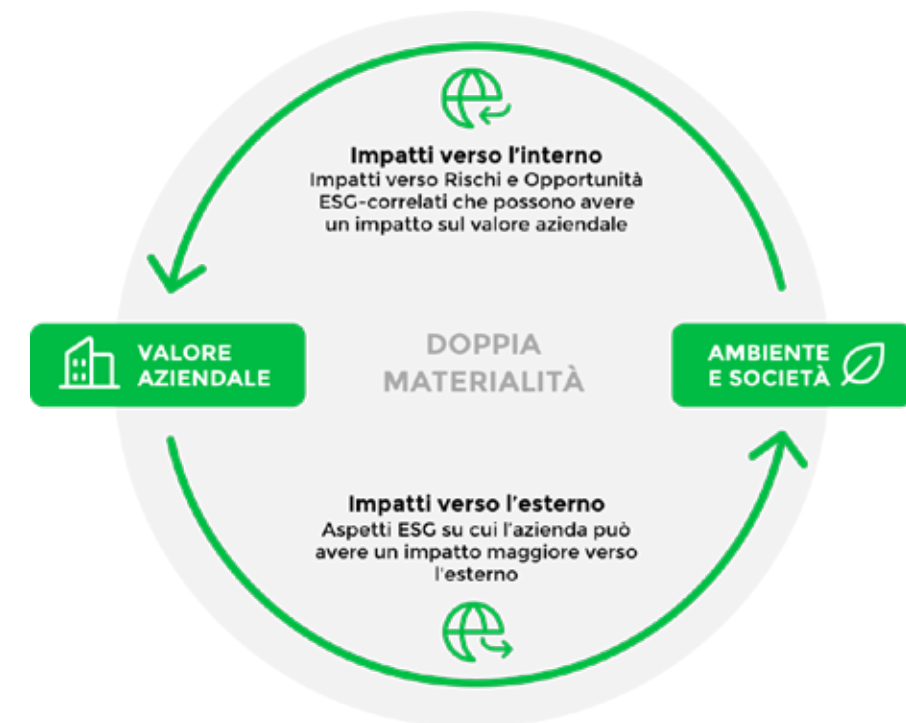 Impatti verso l'interno
Impatti verso Rischi e Opportunità
ESG-correlati che possono avere
un impatto sul valore aziendale
VALORE
AZIENDALE
DOPPIA
MATERIALITÀ
AMBIENTE
E SOCIETÀ
Impatti verso l'esterno
Aspetti ESG su cui l'azienda può
avere un impatto maggiore verso
l'esterno